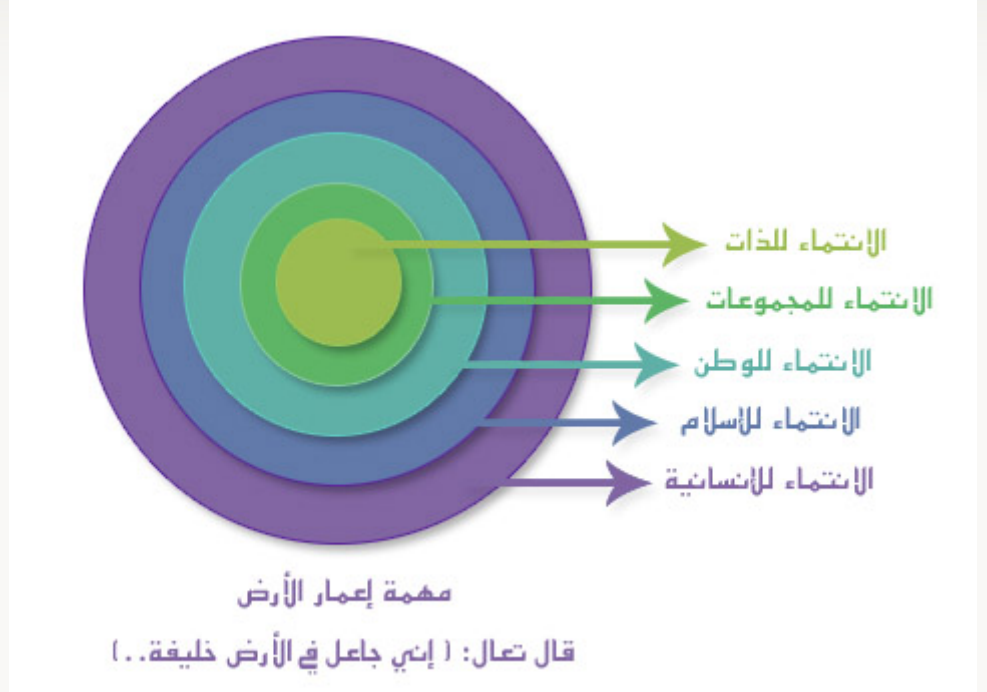 الانتماء للذات
الانتماء للمجموعات
الانتماء للوطن
الانتماء للإسلام
الانتماء للإنسانية
مهمة إعمار الأرض
قال تعال: ( إني جاعل في الأرض خليفة..)